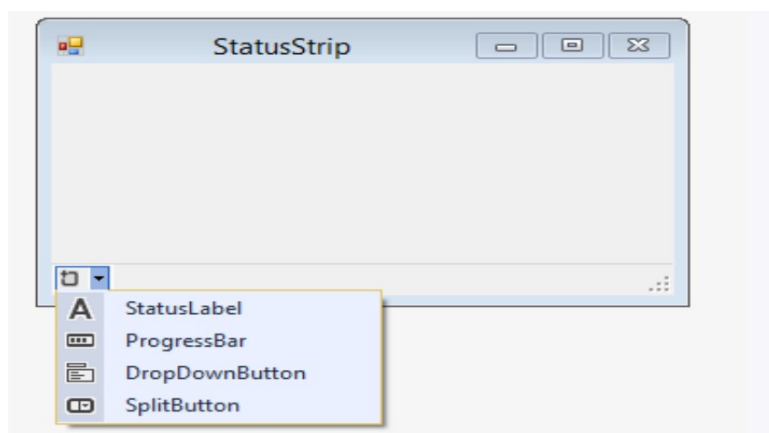 StatusStrip
StatusLabel
ProgressBar
DropDownButton
SplitButton